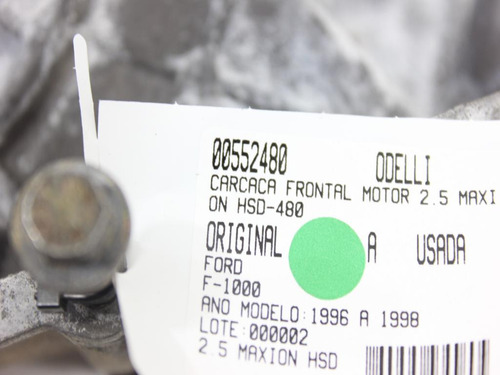 00552480 ODELLI
CARCACA FRONTAL MOTOR 2.5 MAXI
ON HSD-480
ORIGINAL A USADA
FORD
F-1000
ANO MODELO:1996 A 1998
LOTE:000002
2.5 MAXION HSD